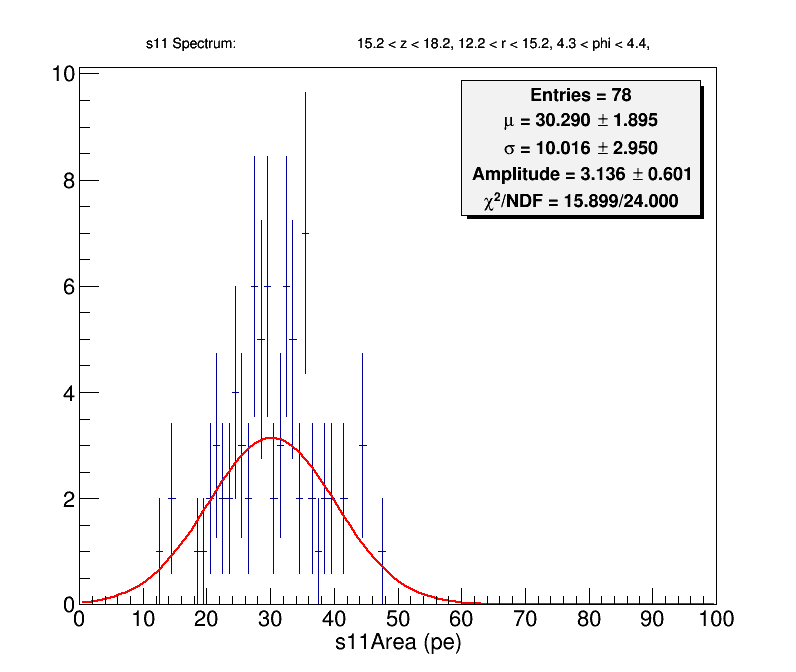 s11 Spectrum: 15.2 < z < 18.2, 12.2 < r < 15.2, 4.3 < phi < 4.4,
Entries = 78
μ = 30.290 ± 1.895
σ = 10.016 ± 2.950
Amplitude = 3.136 ± 0.601
χ²/NDF = 15.899/24.000
10
8
6
4
2
0
0 10 20 30 40 50 60 70 80 90 100
s11Area (pe)